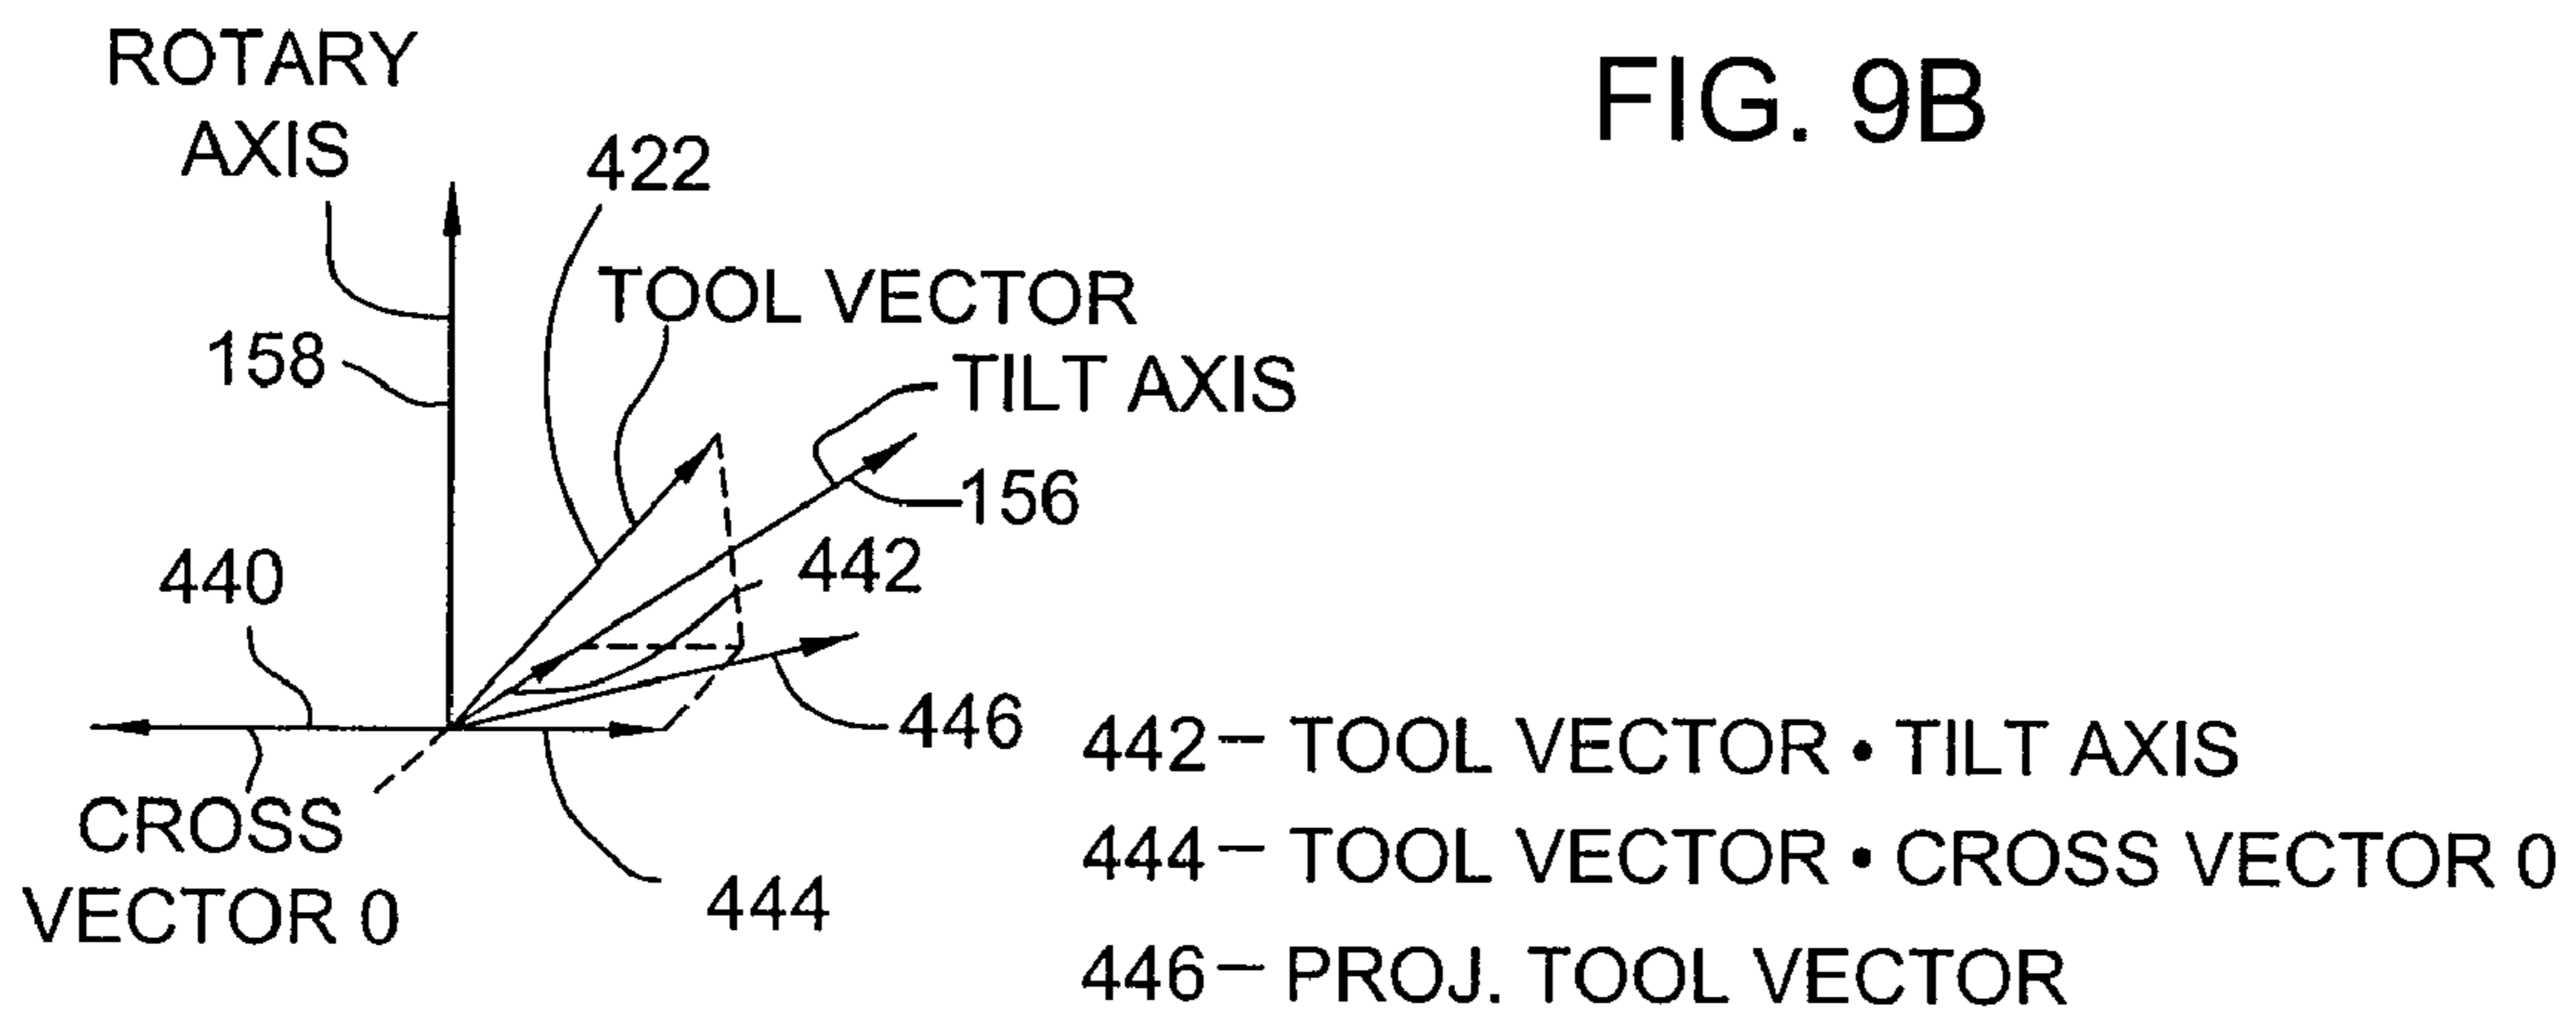 ROTARY
AXIS
FIG. 9B
422
TOOL VECTOR
158
TILT AXIS
156
442
440
446
CROSS
VECTOR 0
444
442 – TOOL VECTOR • TILT AXIS
444 – TOOL VECTOR • CROSS VECTOR 0
446 – PROJ. TOOL VECTOR